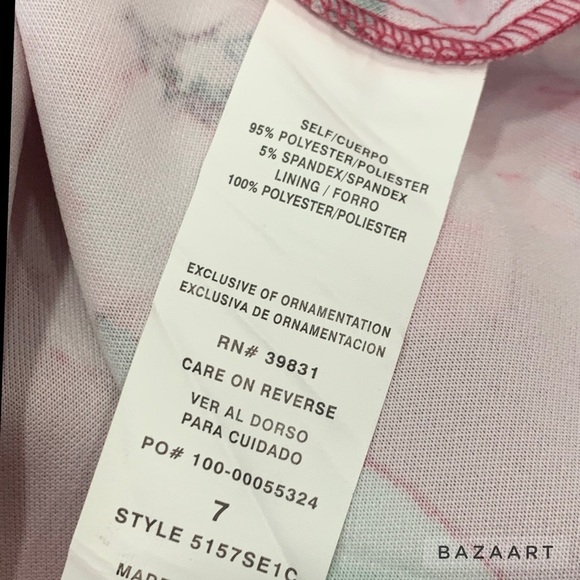 SELF/CUERPO
95% POLYESTER/POLIESTER
5% SPANDEX/SPANDEX
LINING / FORRO
100% POLYESTER/POLIESTER
EXCLUSIVE OF ORNAMENTATION
EXCLUSIVA DE ORNAMENTACION
RN# 39831
CARE ON REVERSE
VER AL DORSO
PARA CUIDADO
PO# 100-00055324
7
STYLE 5157SE1C
MADE
BAZAART